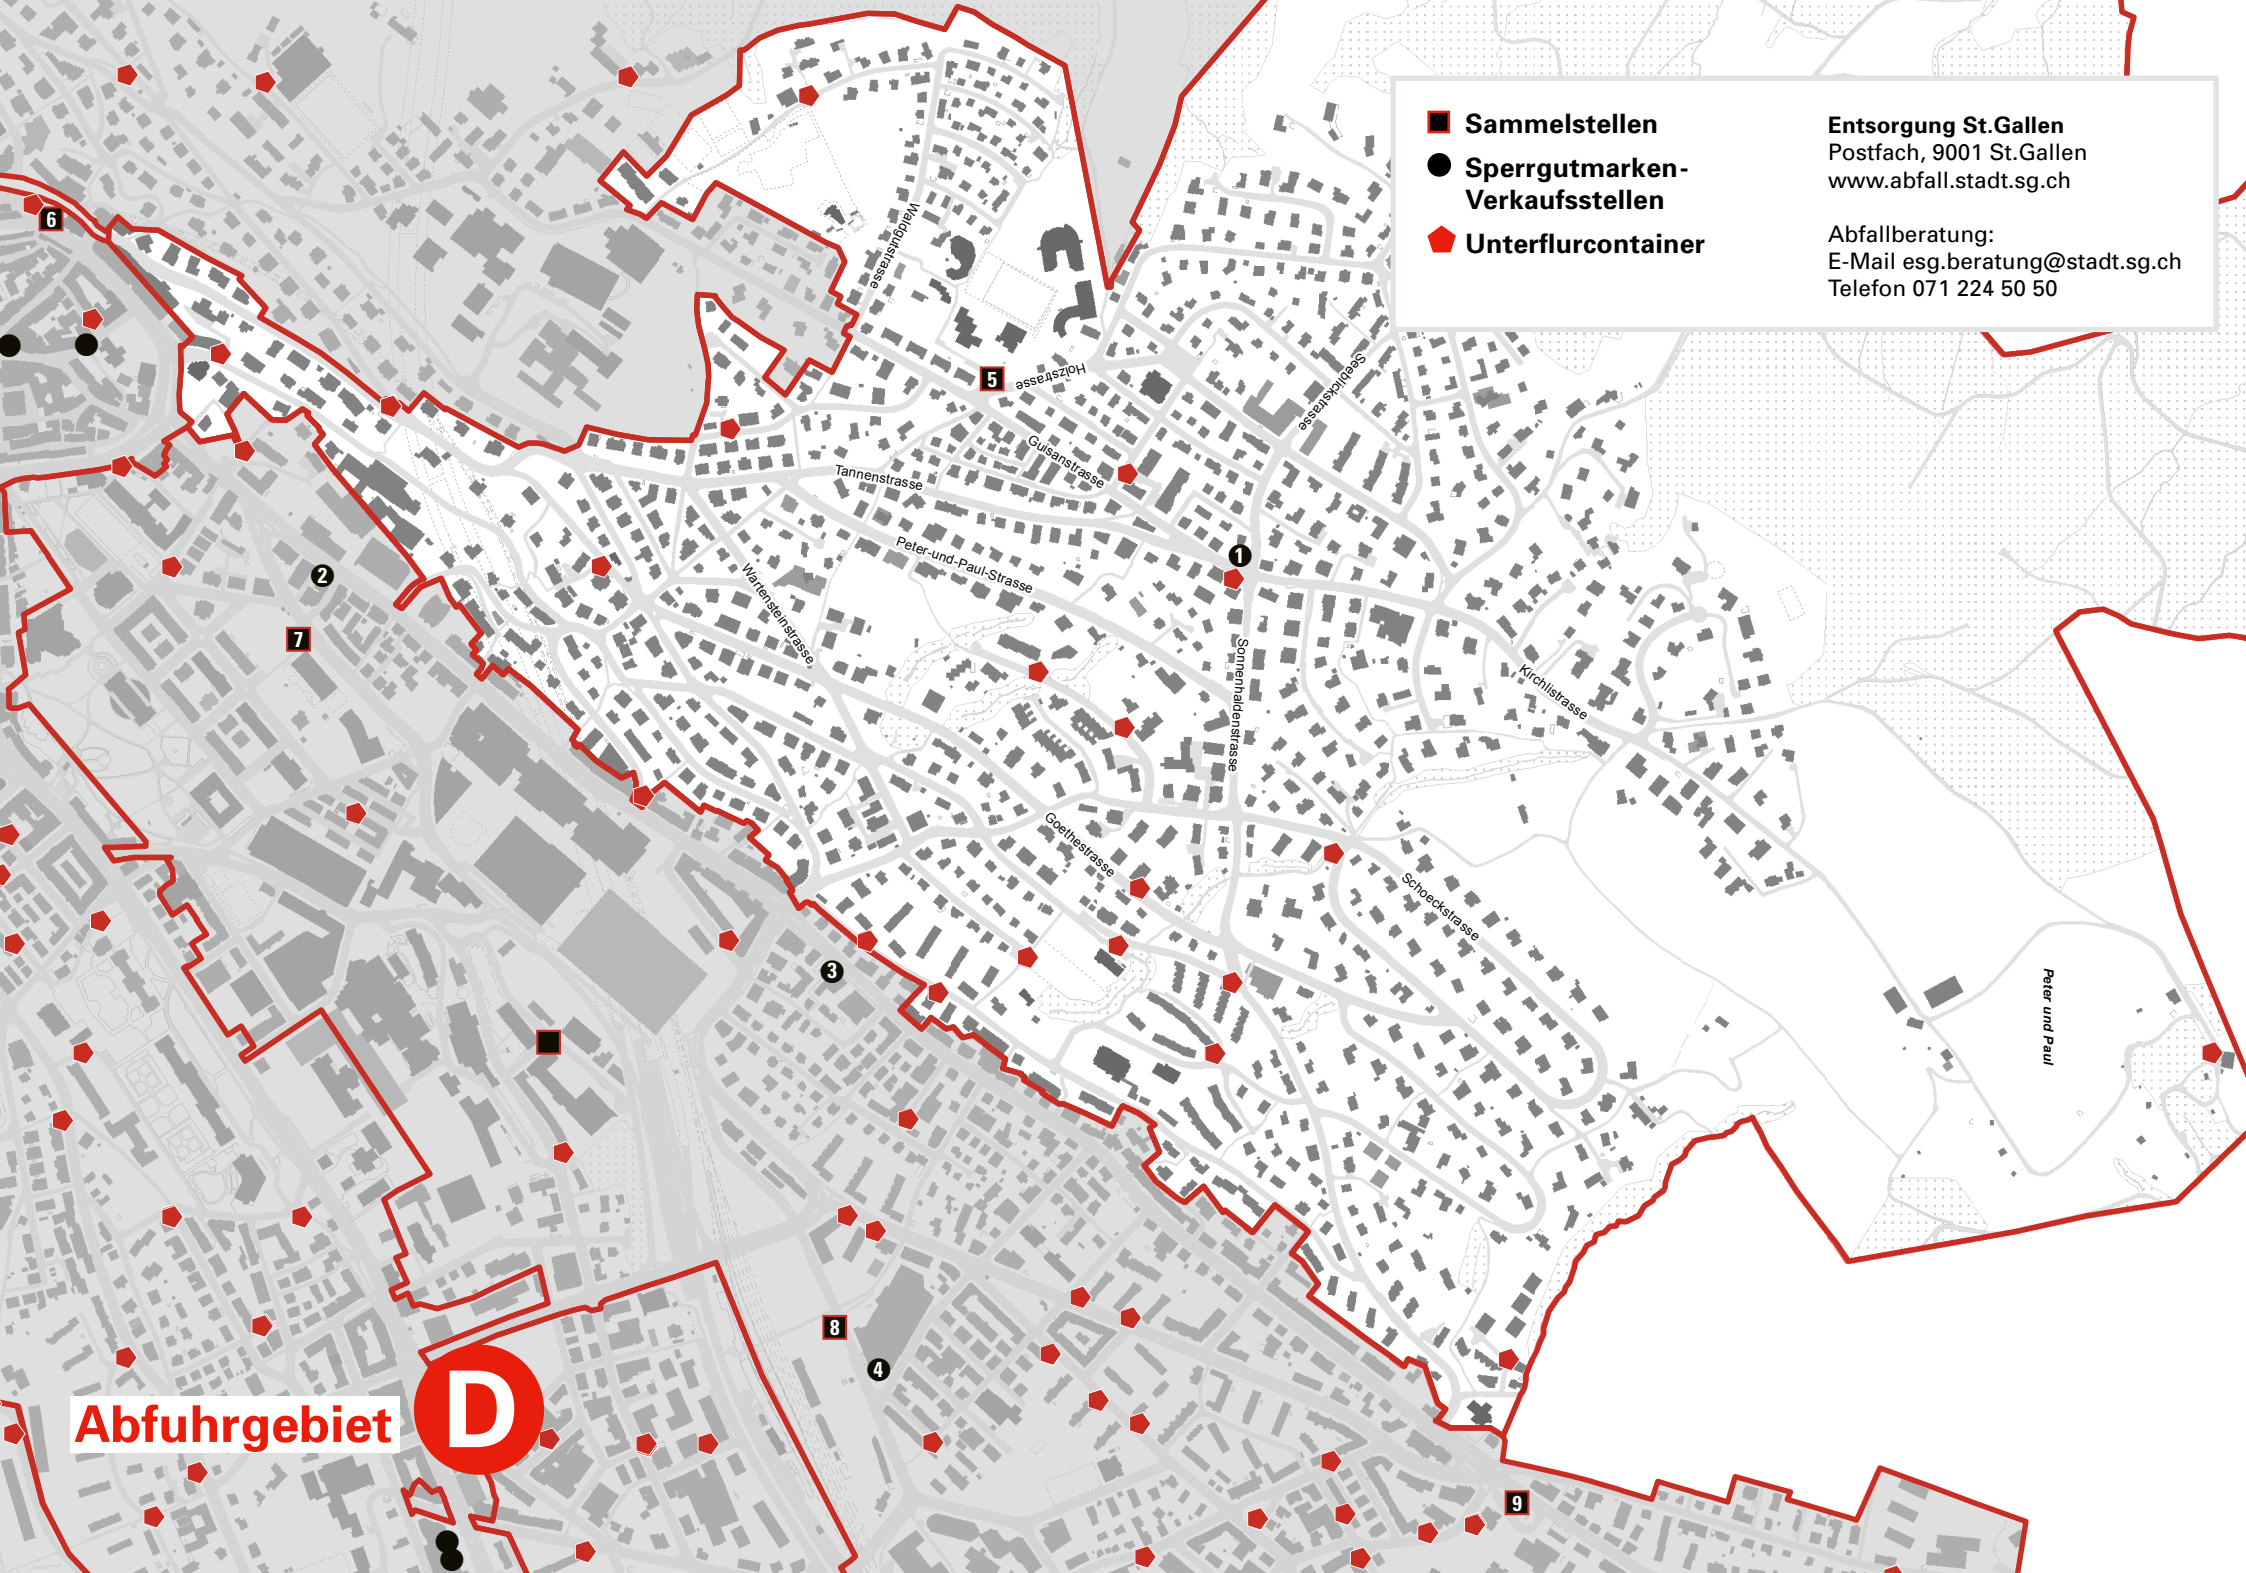 Sammelstellen
Sperrgutmarken-
Verkaufsstellen
Unterflurcontainer
Entsorgung St.Gallen
Postfach, 9001 St.Gallen
www.abfall.stadt.sg.ch
Abfallberatung:
E-Mail esg.beratung@stadt.sg.ch
Telefon 071 224 50 50
6
Waldgutstrasse
5
Holzstrasse
Seeblickstrasse
Guisanstrasse
Tannenstrasse
Peter-und-Paul-Strasse
1
2
Wartensteinstrasse
7
Sonnenhaldenstrasse
Kirchlistrasse
Goethestrasse
Schoeckstrasse
3
Peter und Paul
8
4
Abfuhrgebiet D
9